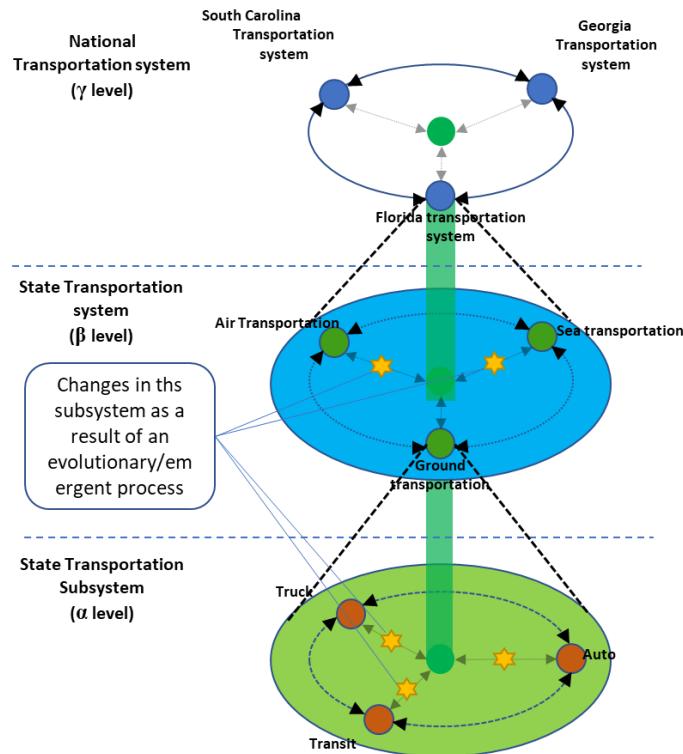 South Carolina
Transportation
system
Georgia
Transportation
system
National
Transportation system
(γ level)
Florida transportation
system
State Transportation
system
(β level)
Air Transportation
Sea transportation
Changes in ths
subsystem as a
result of an
evolutionary/em
ergent process
Ground
transportation
State Transportation
Subsystem
(α level)
Truck
Auto
Transit